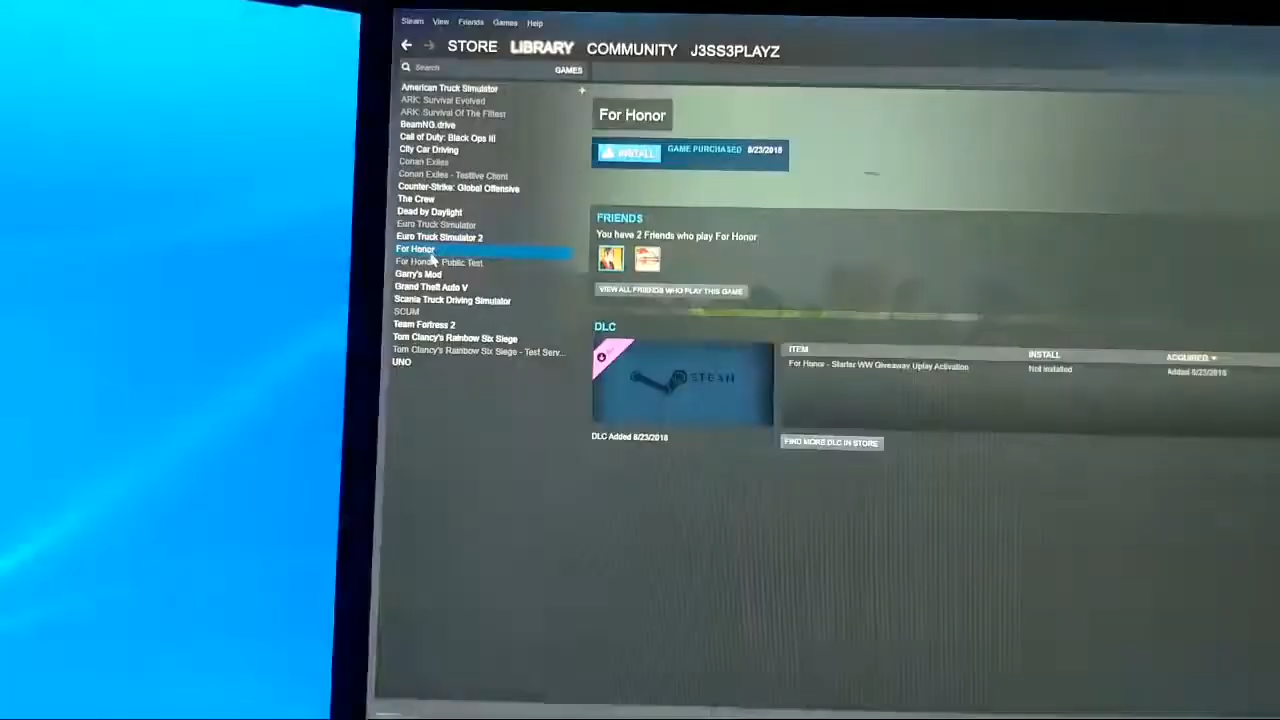 Steam View Friends Games Help
STORE LIBRARY COMMUNITY J3SS3PLAYZ
Search GAMES
American Truck Simulator
ARK: Survival Evolved
ARK: Survival Of The Fittest
BeamNG.drive
Call of Duty: Black Ops III
City Car Driving
Conan Exiles
Conan Exiles - Testlive Client
Counter-Strike: Global Offensive
The Crew
Dead by Daylight
Euro Truck Simulator
Euro Truck Simulator 2
For Honor
For Honor - Public Test
Garry's Mod
Grand Theft Auto V
Scania Truck Driving Simulator
SCUM
Team Fortress 2
Tom Clancy's Rainbow Six Siege
Tom Clancy's Rainbow Six Siege - Test Serv...
UNO
For Honor
INSTALL GAME PURCHASED 8/23/2018
FRIENDS
You have 2 Friends who play For Honor
VIEW ALL FRIENDS WHO PLAY THIS GAME
DLC
STEAM
DLC Added 8/23/2018
ITEM INSTALL ACQUIRED
For Honor - Starter WW Giveaway Uplay Activation Not installed Added 8/23/2018
FIND MORE DLC IN STORE